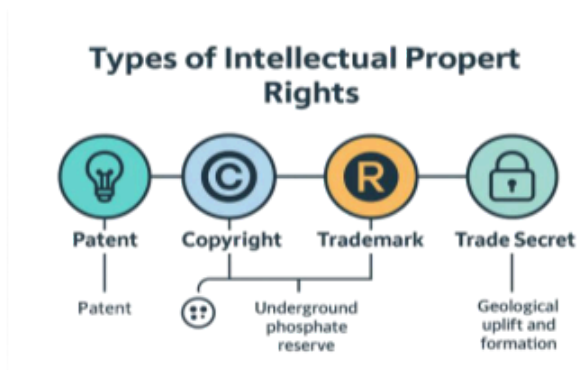 Types of Intellectual Propert
Rights
©
R
Patent
Copyright
Trademark
Trade Secret
Patent
Underground
phosphate
reserve
Geological
uplift and
formation